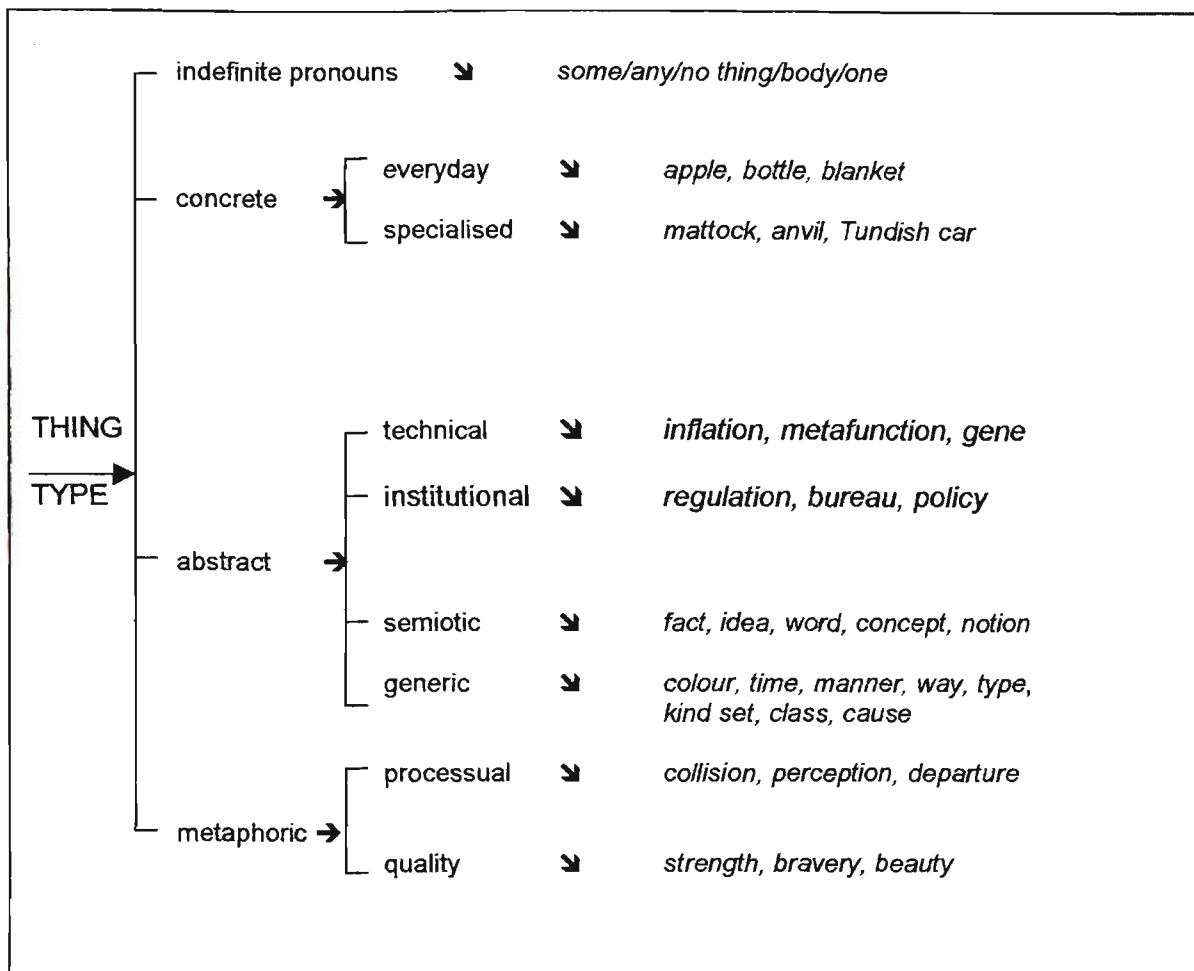 indefinite pronouns some/any/no thing/body/one
everyday apple, bottle, blanket
concrete
specialised mattock, anvil, Tundish car
THING
TYPE
technical inflation, metafunction, gene
institutional regulation, bureau, policy
abstract
semiotic fact, idea, word, concept, notion
generic colour, time, manner, way, type,
kind set, class, cause
processual collision, perception, departure
metaphoric
quality strength, bravery, beauty